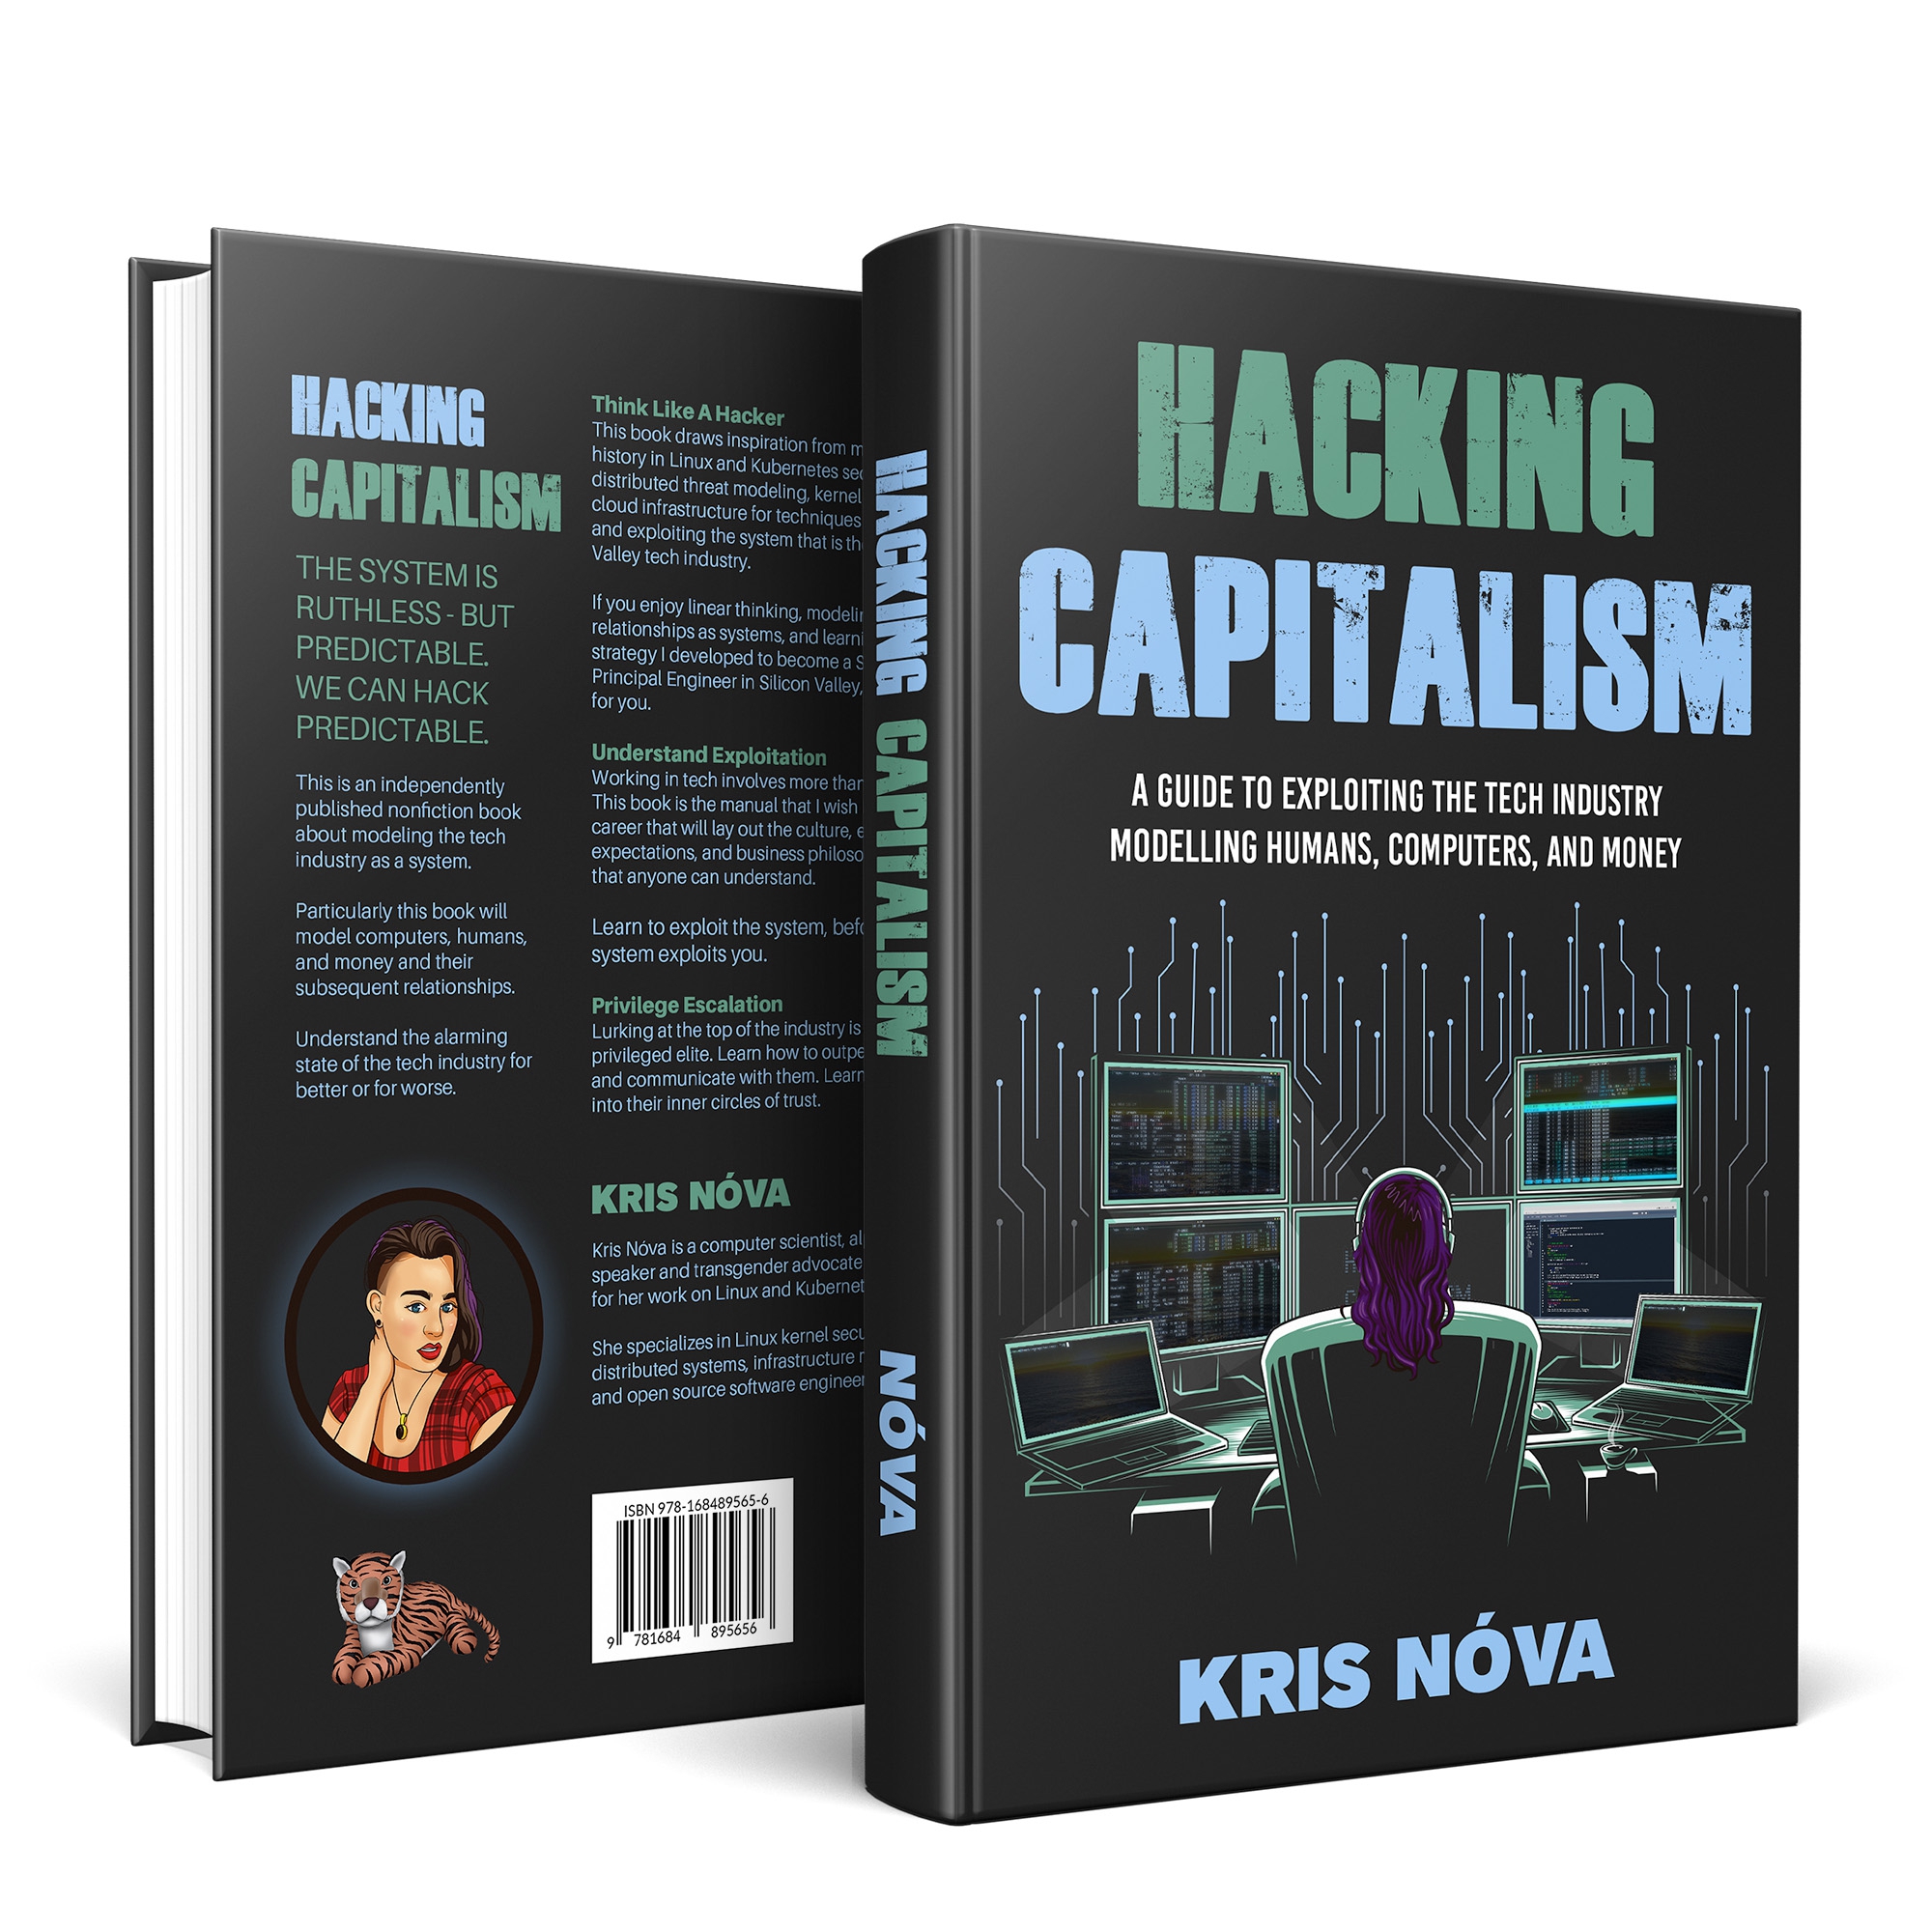 HACKING
CAPITALISM
THE SYSTEM IS
RUTHLESS - BUT
PREDICTABLE.
WE CAN HACK
PREDICTABLE.
This is an independently
published nonfiction book
about modeling the tech
industry as a system.
Particularly this book will
model computers, humans,
and money and their
subsequent relationships.
Understand the alarming
state of the tech industry for
better or for worse.
Think Like A Hacker
This book draws inspiration from
history in Linux and Kubernetes
distributed threat modeling, kernel
cloud infrastructure for techniques
and exploiting the system that is
Valley tech industry.
If you enjoy linear thinking,
relationships as systems, and
strategy I developed to become a
Principal Engineer in Silicon Valley,
for you.
Understand Exploitation
Working in tech involves more than
This book is the manual that I wish
career that will lay out the culture,
expectations, and business
that anyone can understand.
Learn to exploit the system,
system exploits you.
Privilege Escalation
Lurking at the top of the industry is
privileged elite. Learn how to
and communicate with them. Learn
into their inner circles of trust.
KRIS NÓVA
Kris Nóva is a computer scientist,
speaker and transgender advocate
for her work on Linux and
She specializes in Linux kernel
distributed systems, infrastructure
and open source software
ISBN 978-168489565-6
9 781684 895656
HACKING CAPITALISM
NÓVA
HACKING
CAPITALISM
A GUIDE TO EXPLOITING THE TECH INDUSTRY
MODELLING HUMANS, COMPUTERS, AND MONEY
KRIS NÓVA